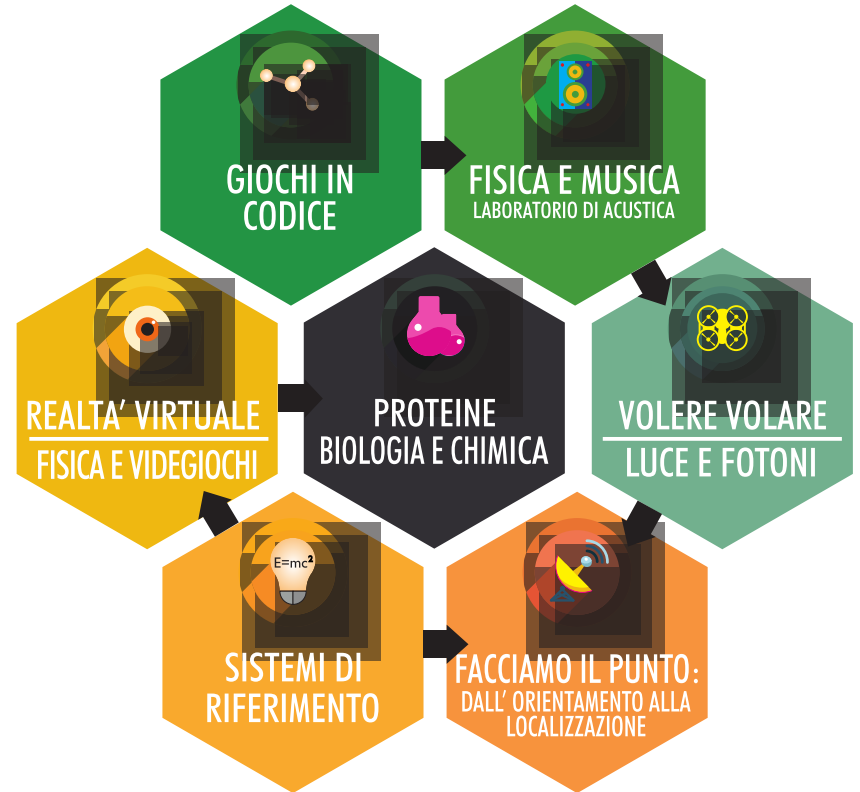 GIOCHI IN
CODICE
FISICA E MUSICA
LABORATORIO DI ACUSTICA
REALTA’ VIRTUALE
FISICA E VIDEGIOCHI
PROTEINE
BIOLOGIA E CHIMICA
VOLERE VOLARE
LUCE E FOTONI
E=mc²
SISTEMI DI
RIFERIMENTO
FACCIAMO IL PUNTO:
DALL’ ORIENTAMENTO ALLA
LOCALIZZAZIONE